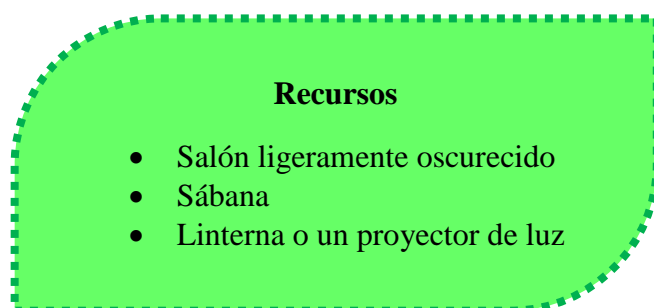 Recursos
• Salón ligeramente oscurecido
• Sábana
• Linterna o un proyector de luz